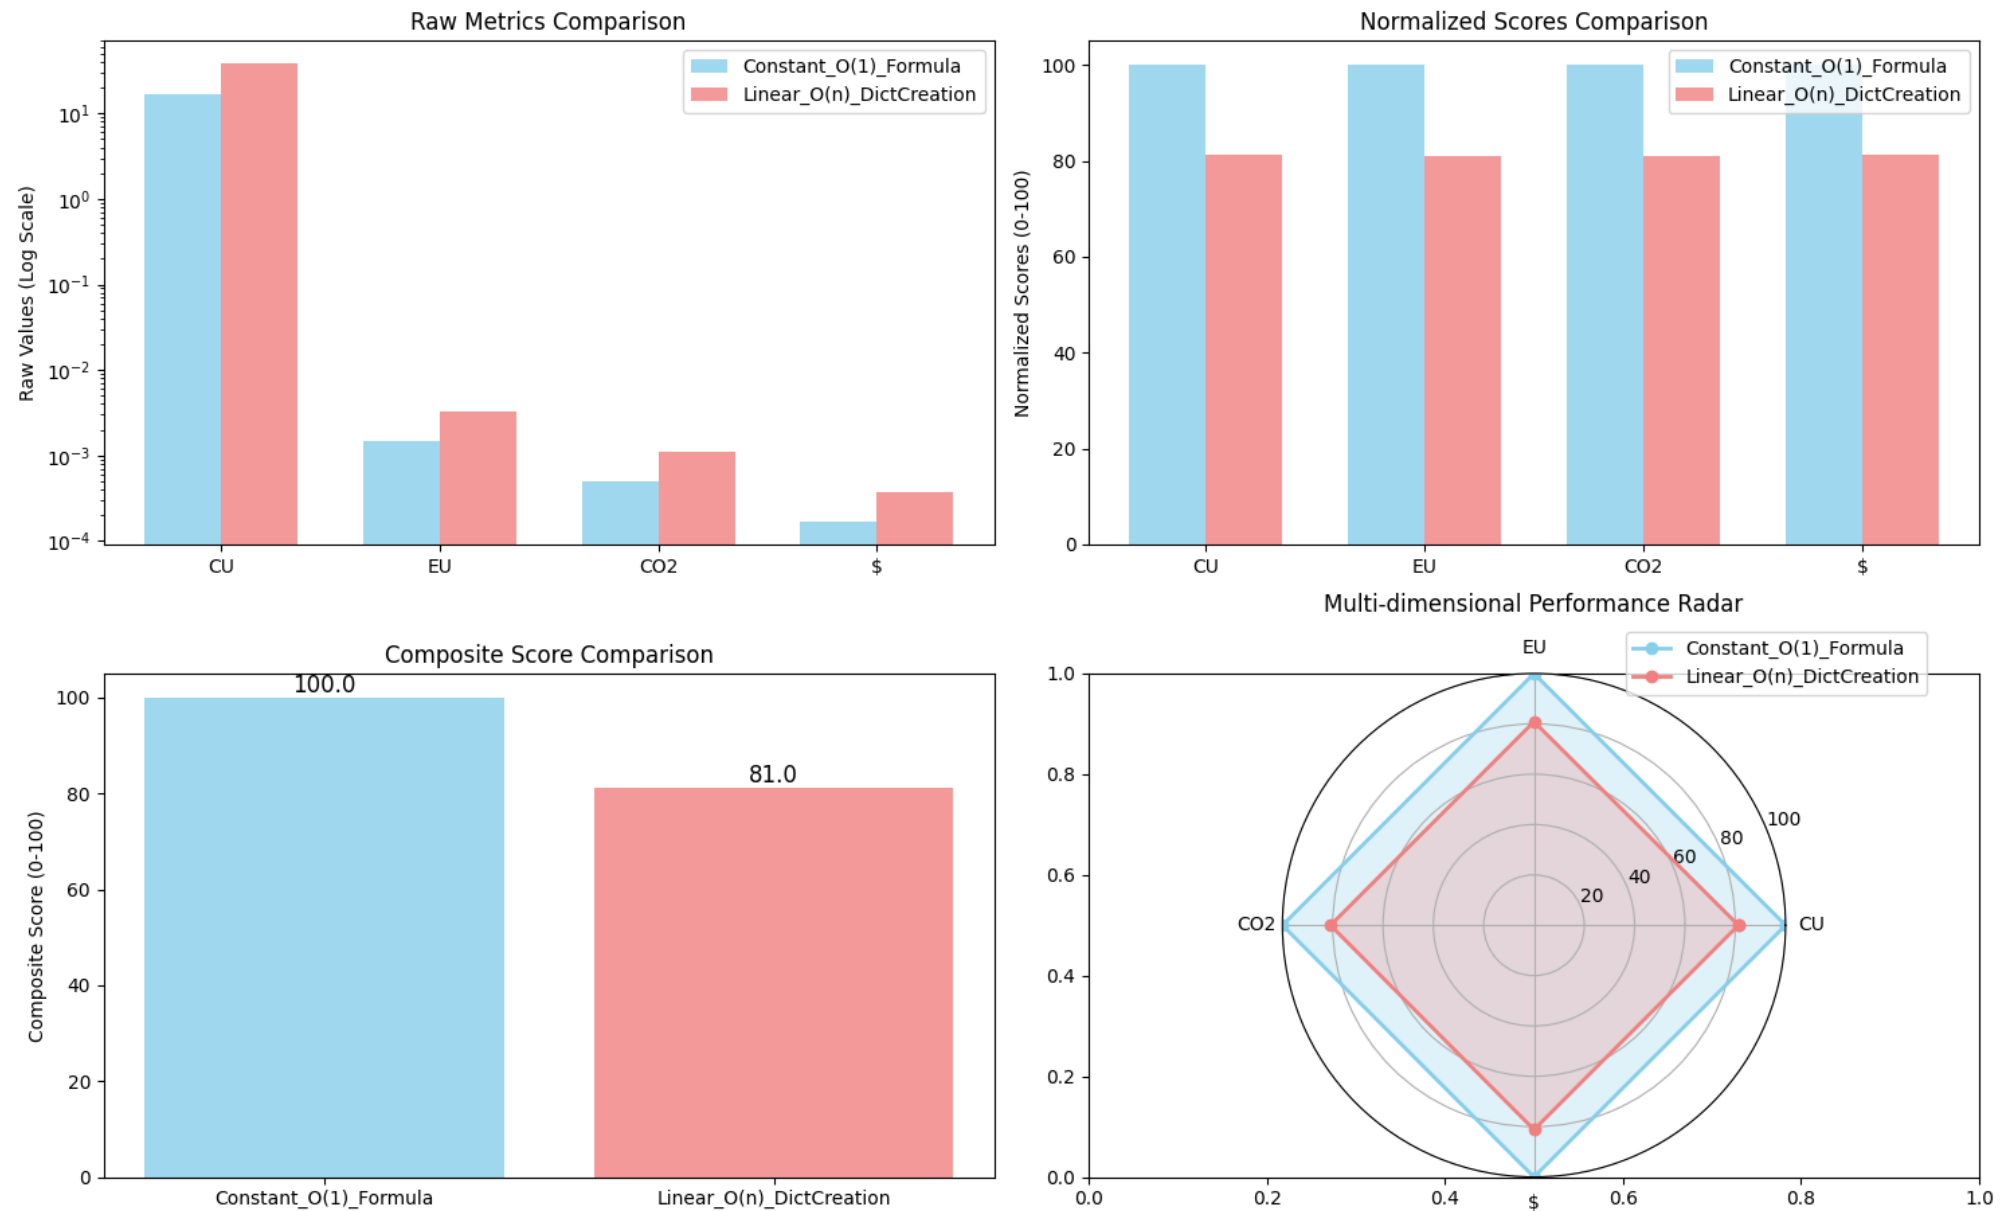 Raw Metrics Comparison
Raw Values (Log Scale)
10^1
10^0
10^-1
10^-2
10^-3
10^-4
CU EU CO2 $
Constant_O(1)_Formula
Linear_O(n)_DictCreation
Normalized Scores Comparison
Normalized Scores (0-100)
100
80
60
40
20
0
CU EU CO2 $
Constant_O(1)_Formula
Linear_O(n)_DictCreation
Composite Score Comparison
Composite Score (0-100)
100
80
60
40
20
0
100.0
81.0
Constant_O(1)_Formula Linear_O(n)_DictCreation
Multi-dimensional Performance Radar
Constant_O(1)_Formula
Linear_O(n)_DictCreation
EU
CO2
CU
$
100
80
60
40
20
1.0
0.8
0.6
0.4
0.2
0.0
0.0 0.2 0.4 0.6 0.8 1.0